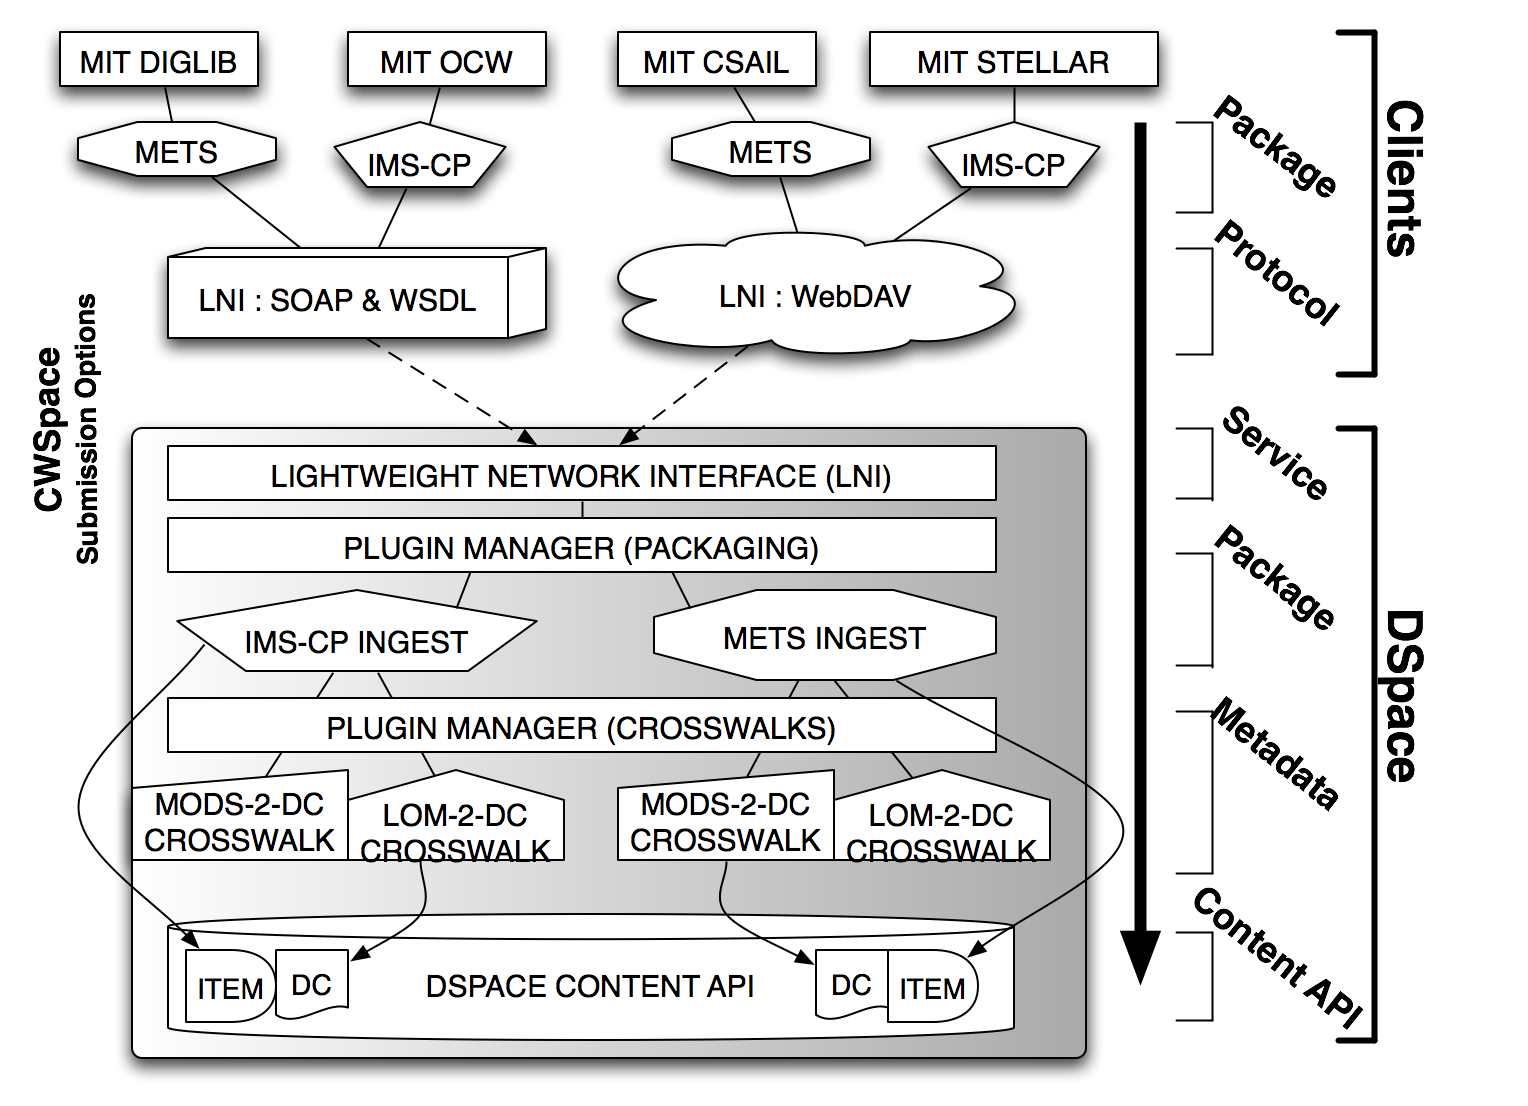 MIT DIGLIB
MIT OCW
MIT CSAIL
MIT STELLAR
METS
IMS-CP
METS
IMS-CP
LNI : SOAP & WSDL
LNI : WebDAV
CWSpace
Submission Options
LIGHTWEIGHT NETWORK INTERFACE (LNI)
PLUGIN MANAGER (PACKAGING)
IMS-CP INGEST
METS INGEST
PLUGIN MANAGER (CROSSWALKS)
MODS-2-DC
CROSSWALK
LOM-2-DC
CROSSWALK
MODS-2-DC
CROSSWALK
LOM-2-DC
CROSSWALK
ITEM
DC
DSPACE CONTENT API
DC
ITEM
Package
Protocol
Clients
Service
Package
Metadata
Content API
DSpace